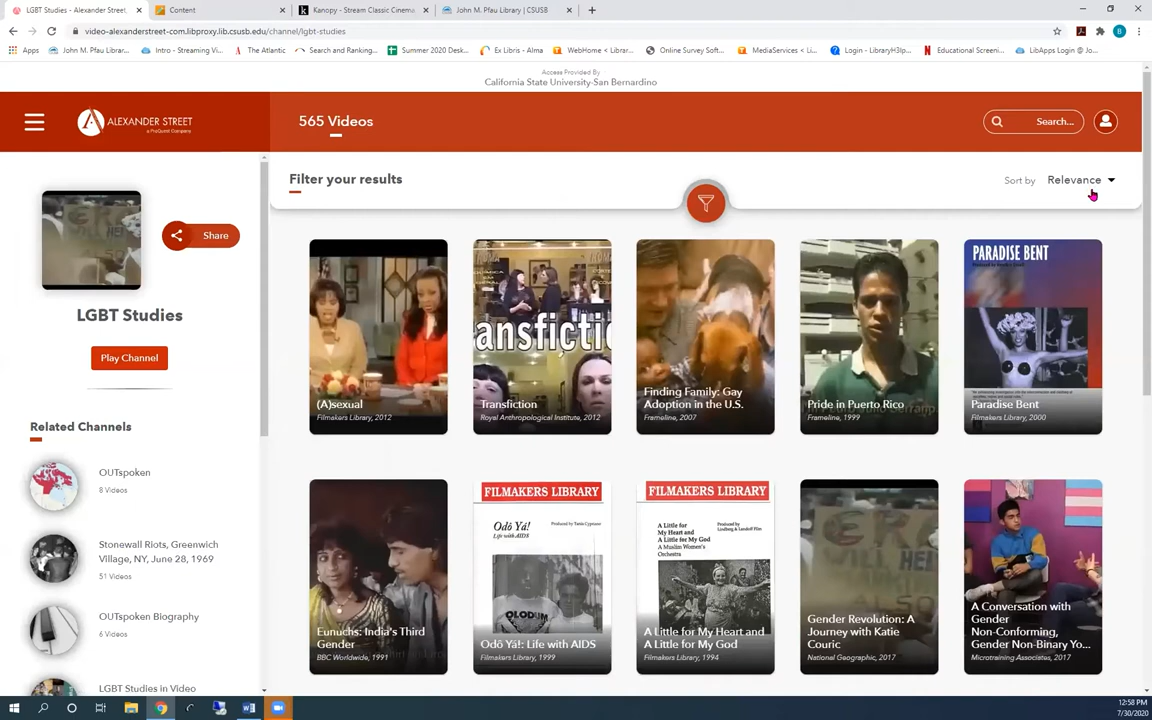 LGBT Studies - Alexander Street
Content
Kanopy - Stream Classic Cinema
John M. Pfau Library | CSUSB
video-alexanderstreet-com.libproxy.lib.csusb.edu/channel/lgbt-studies
Apps
John M. Pfau Librar...
Intro - Streaming Vi...
The Atlantic
Search and Ranking...
Summer 2020 Desk...
Ex Libris - Alma
WebHome < Librar...
Online Survey Soft...
MediaServices < Li...
Login - LibraryH3lp...
Educational Screeni...
LibApps Login @ Jo...
Access Provided By
California State University-San Bernardino
ALEXANDER STREET
a ProQuest Company
565 Videos
Search...
Filter your results
Sort by
Relevance
Share
LGBT Studies
Play Channel
Related Channels
OUTspoken
8 Videos
Stonewall Riots, Greenwich
Village, NY, June 28, 1969
51 Videos
OUTspoken Biography
6 Videos
LGBT Studies in Video
(A)sexual
Filmakers Library, 2012
ansfictio
Transfiction
Royal Anthropological Institute, 2012
Finding Family: Gay
Adoption in the U.S.
Frameline, 2007
Pride in Puerto Rico
Frameline, 1999
PARADISE BENT
Paradise Bent
Filmakers Library, 2000
Eunuchs: India's Third
Gender
BBC Worldwide, 1991
FILMAKERS LIBRARY
Odô Yá!
Life with AIDS
Produced by Tania Cypriano
OLODUM
Odô Yá!: Life with AIDS
Filmakers Library, 1999
FILMAKERS LIBRARY
A Little for
My Heart and
A Little for My God
A Muslim Women's
Orchestra
Produced by
Lindberg & Landoff Film
A Little for My Heart and
A Little for My God
Filmakers Library, 1994
Gender Revolution: A
Journey with Katie
Couric
National Geographic, 2017
A Conversation with
Gender
Non-Conforming,
Gender Non-Binary Yo...
Microtraining Associates, 2017
12:58 PM
7/30/2020